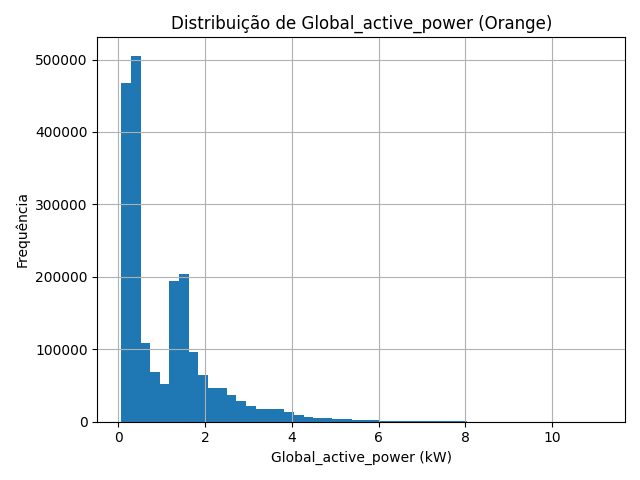 Distribuição de Global_active_power (Orange)
500000
400000
300000
200000
100000
0
Frequência
0 2 4 6 8 10
Global_active_power (kW)